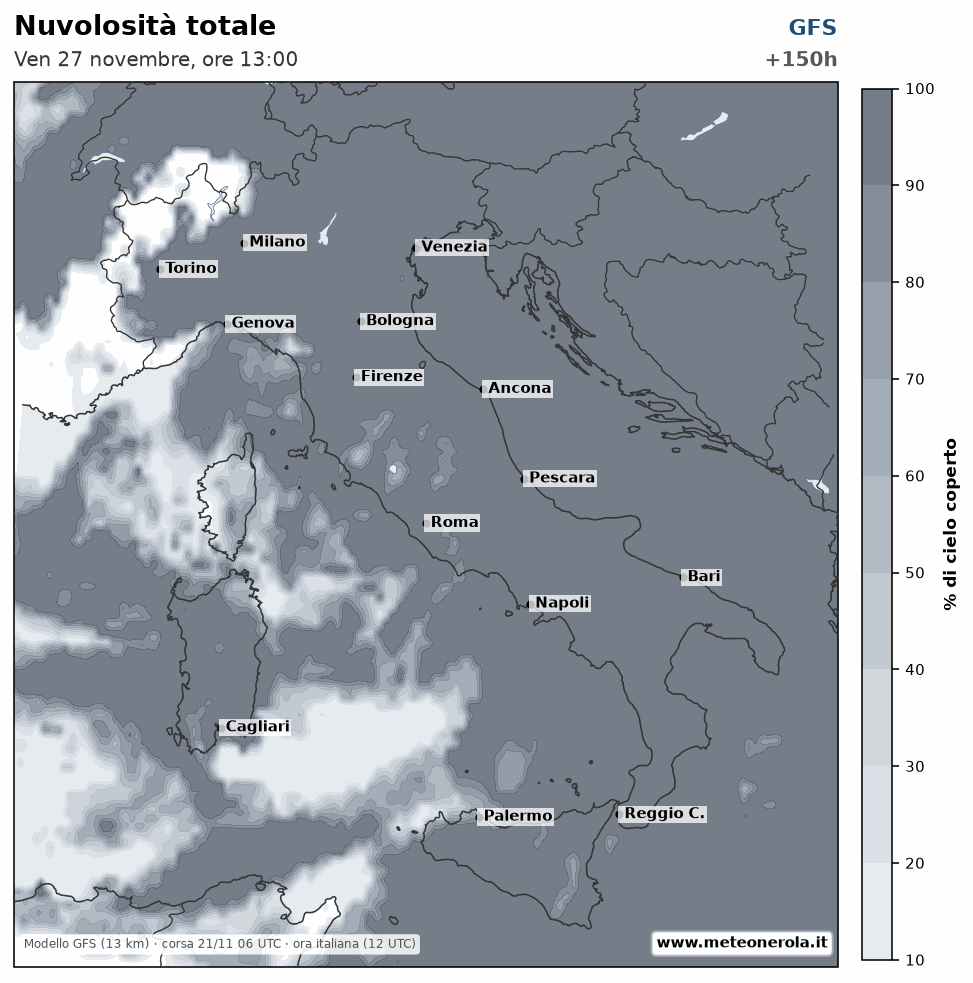 Nuvolosità totale
GFS
Ven 27 novembre, ore 13:00
+150h
100
90
80
70
60
50
40
30
20
10
% di cielo coperto
Milano
Venezia
Torino
Genova
Bologna
Firenze
Ancona
Pescara
Roma
Bari
Napoli
Cagliari
Palermo
Reggio C.
Modello GFS (13 km) · corsa 21/11 06 UTC · ora italiana (12 UTC)
www.meteonerola.it